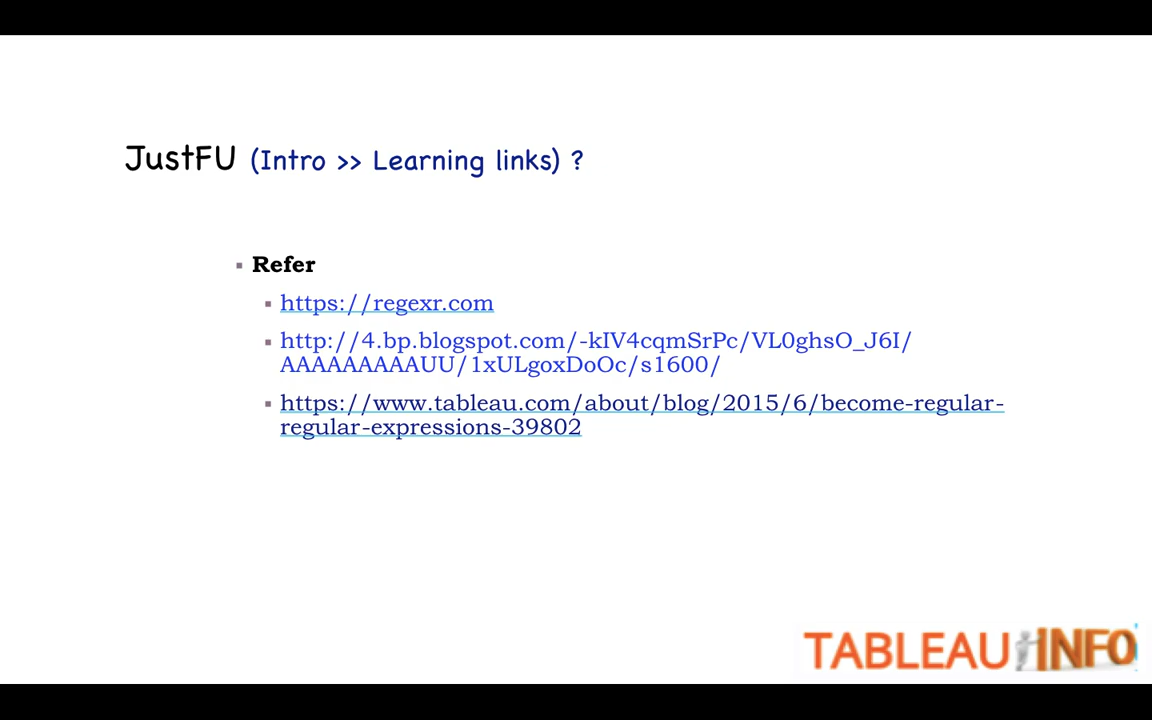 JustFU (Intro >> Learning links) ?
Refer
https://regexr.com
http://4.bp.blogspot.com/-kIV4cqmSrPc/VL0ghsO_J6I/
AAAAAAAAAUU/1xULgoxDoOc/s1600/
https://www.tableau.com/about/blog/2015/6/become-regular-
regular-expressions-39802
TABLEAU INFO